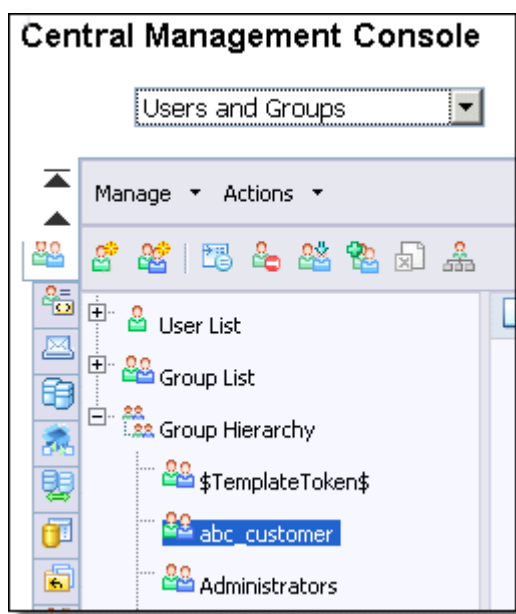 Central Management Console
Users and Groups
Manage Actions
User List
Group List
Group Hierarchy
$TemplateToken$
abc_customer
Administrators